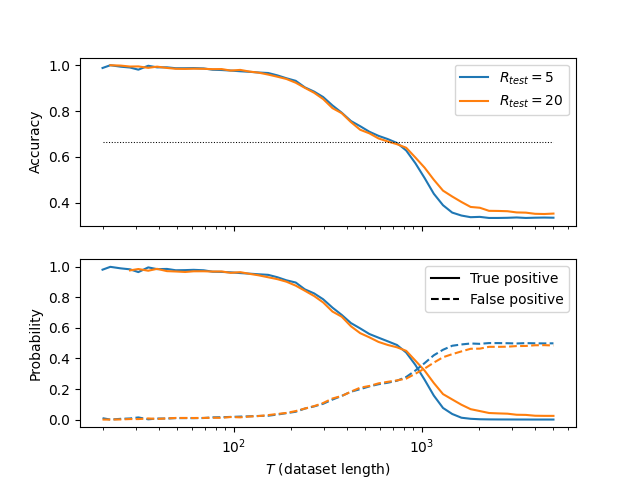 1.0
0.8
0.6
0.4
Accuracy
R_test = 5
R_test = 20
1.0
0.8
0.6
0.4
0.2
0.0
Probability
True positive
False positive
10²
10³
T (dataset length)